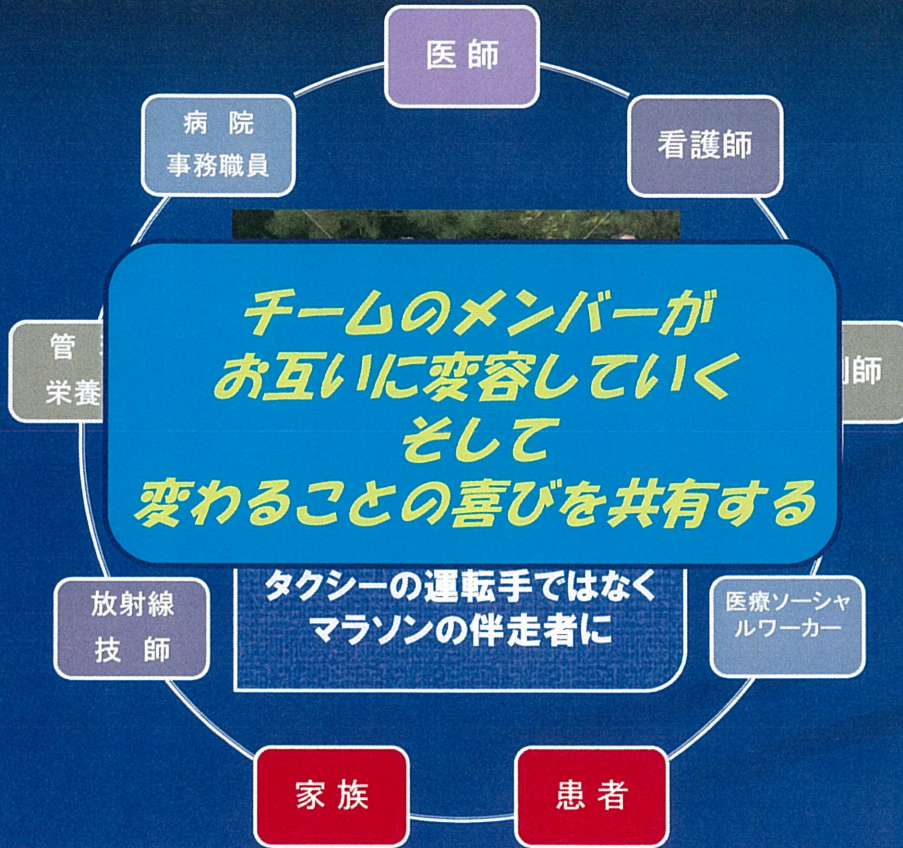 医師
病院
事務職員
看護師
チームのメンバーが
お互いに変容していく
そして
変わることの喜びを共有する
管
栄養
師
タクシーの運転手ではなく
マラソンの伴走者に
放射線
技師
医療ソーシャ
ルワーカー
家族
患者